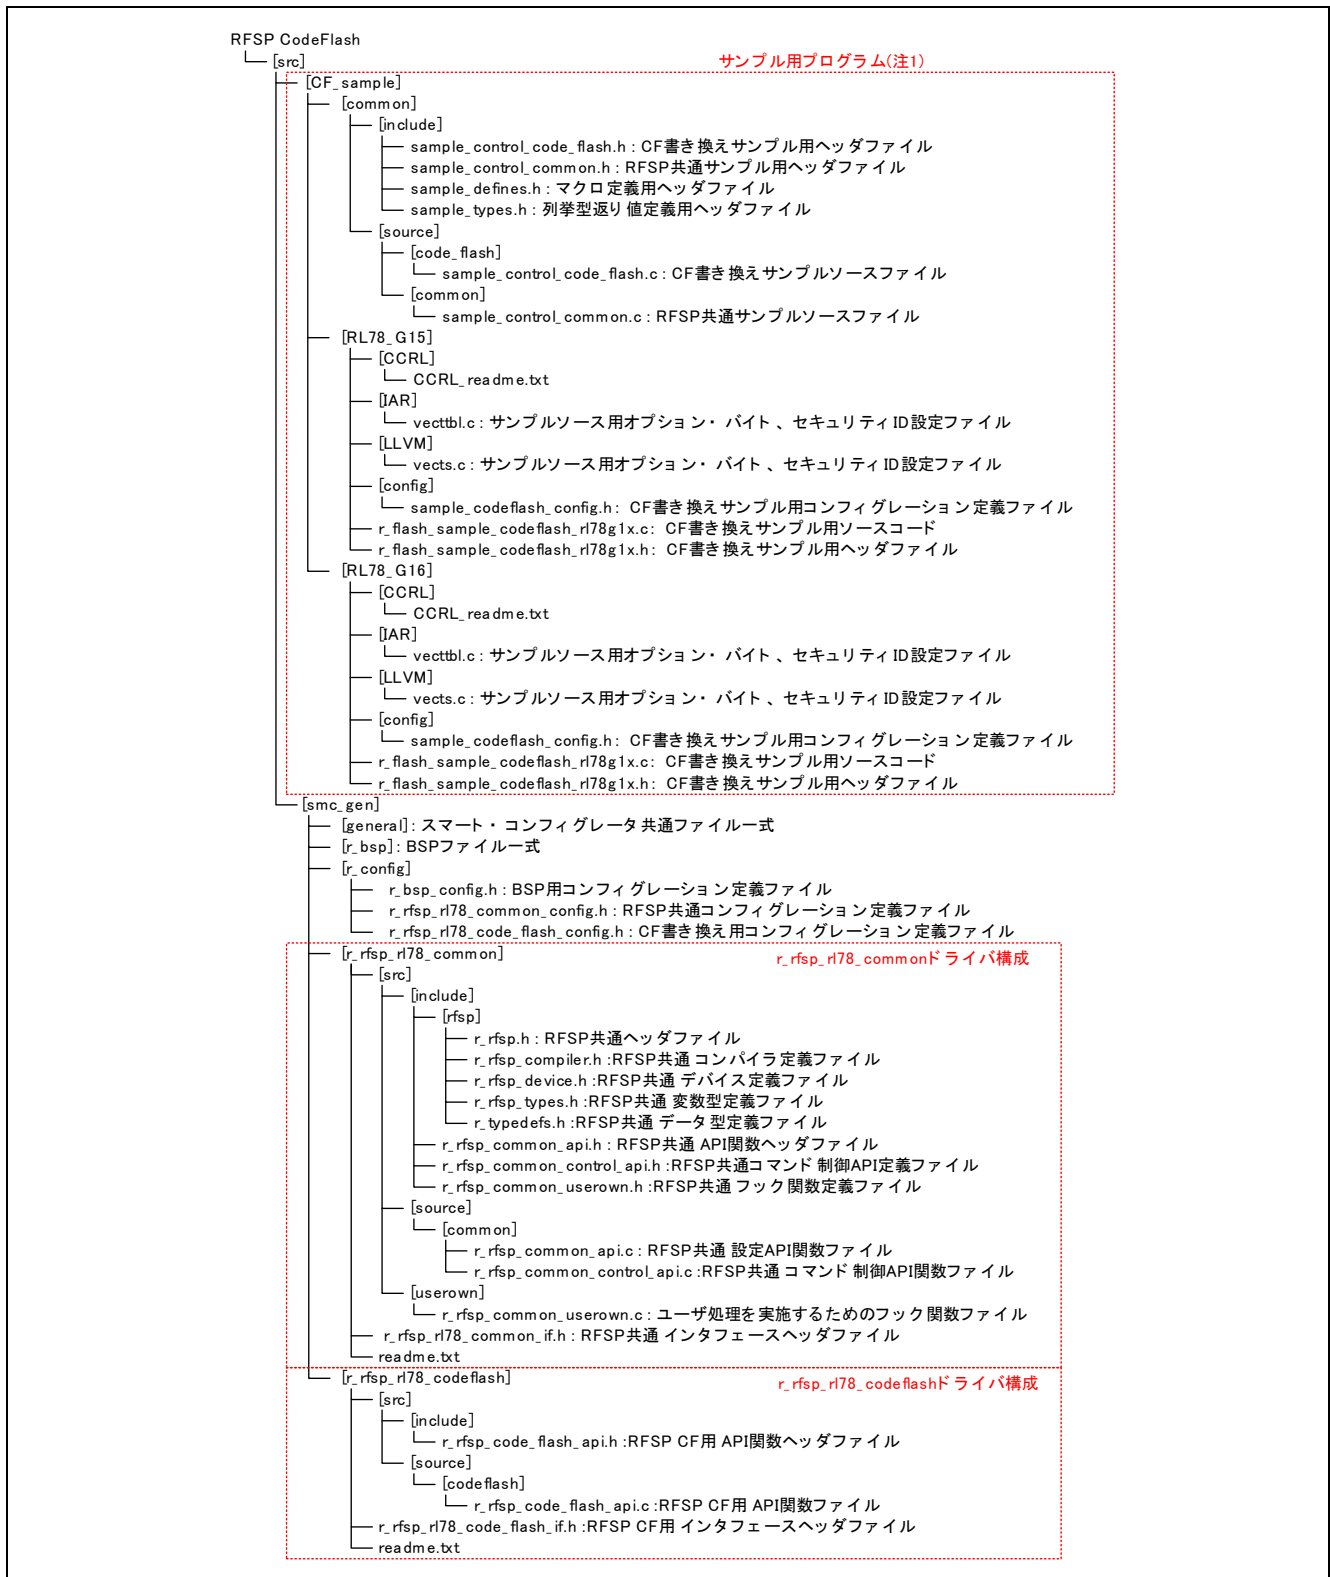 RFSP CodeFlash
[src]
サンプル用プログラム(注1)
[CF_sample]
[common]
[include]
sample_control_code_flash.h : CF書き換えサンプル用ヘッダファイル
sample_control_common.h : RFSP共通サンプル用ヘッダファイル
sample_defines.h : マクロ定義用ヘッダファイル
sample_types.h : 列挙型返り値定義用ヘッダファイル
[source]
[code_flash]
sample_control_code_flash.c : CF書き換えサンプルソースファイル
[common]
sample_control_common.c : RFSP共通サンプルソースファイル
[RL78_G15]
[CCRL]
CCRL_readme.txt
[IAR]
vecttbl.c : サンプルソース用オプション・バイト、セキュリティID設定ファイル
[LLVM]
vects.c : サンプルソース用オプション・バイト、セキュリティID設定ファイル
[config]
sample_codeflash_config.h : CF書き換えサンプル用コンフィグレーション定義ファイル
r_flash_sample_codeflash_rl78g1x.c : CF書き換えサンプル用ソースコード
r_flash_sample_codeflash_rl78g1x.h : CF書き換えサンプル用ヘッダファイル
[RL78_G16]
[CCRL]
CCRL_readme.txt
[IAR]
vecttbl.c : サンプルソース用オプション・バイト、セキュリティID設定ファイル
[LLVM]
vects.c : サンプルソース用オプション・バイト、セキュリティID設定ファイル
[config]
sample_codeflash_config.h : CF書き換えサンプル用コンフィグレーション定義ファイル
r_flash_sample_codeflash_rl78g1x.c : CF書き換えサンプル用ソースコード
r_flash_sample_codeflash_rl78g1x.h : CF書き換えサンプル用ヘッダファイル
[smc_gen]
[general] : スマート・コンフィグレータ共通ファイル一式
[r_bsp] : BSPファイル一式
[r_config]
r_bsp_config.h : BSP用コンフィグレーション定義ファイル
r_rfsp_rl78_common_config.h : RFSP共通コンフィグレーション定義ファイル
r_rfsp_rl78_code_flash_config.h : CF書き換え用コンフィグレーション定義ファイル
[r_rfsp_rl78_common]
r_rfsp_rl78_commonドライバ構成
[src]
[include]
[rfsp]
r_rfsp.h : RFSP共通ヘッダファイル
r_rfsp_compiler.h :RFSP共通 コンパイラ定義ファイル
r_rfsp_device.h :RFSP共通 デバイス定義ファイル
r_rfsp_types.h :RFSP共通 変数型定義ファイル
r_typedefs.h :RFSP共通 データ型定義ファイル
r_rfsp_common_api.h : RFSP共通 API関数ヘッダファイル
r_rfsp_common_control_api.h :RFSP共通コマンド制御API定義ファイル
r_rfsp_common_userown.h :RFSP共通 フック関数定義ファイル
[source]
[common]
r_rfsp_common_api.c : RFSP共通 設定API関数ファイル
r_rfsp_common_control_api.c :RFSP共通 コマンド制御API関数ファイル
[userown]
r_rfsp_common_userown.c : ユーザ処理を実施するためのフック関数ファイル
r_rfsp_rl78_common_if.h : RFSP共通 インタフェースヘッダファイル
readme.txt
[r_rfsp_rl78_codeflash]
r_rfsp_rl78_codeflashドライバ構成
[src]
[include]
r_rfsp_code_flash_api.h :RFSP CF用 API関数ヘッダファイル
[source]
[codeflash]
r_rfsp_code_flash_api.c :RFSP CF用 API関数ファイル
r_rfsp_rl78_code_flash_if.h :RFSP CF用 インタフェースヘッダファイル
readme.txt